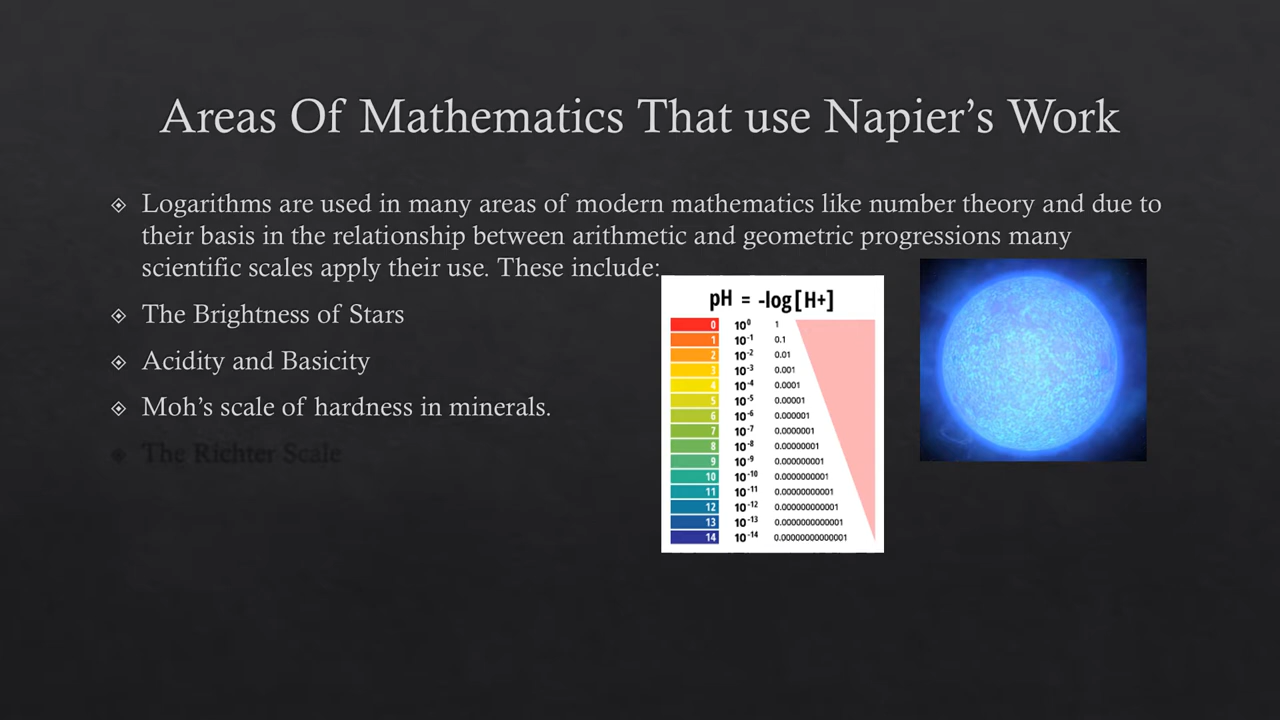 Areas Of Mathematics That use Napier’s Work
Logarithms are used in many areas of modern mathematics like number theory and due to
their basis in the relationship between arithmetic and geometric progressions many
scientific scales apply their use. These include:
The Brightness of Stars
Acidity and Basicity
Moh’s scale of hardness in minerals.
The Richter Scale
pH = -log[H+]
0 10⁰ 1
1 10⁻¹ 0.1
2 10⁻² 0.01
3 10⁻³ 0.001
4 10⁻⁴ 0.0001
5 10⁻⁵ 0.00001
6 10⁻⁶ 0.000001
7 10⁻⁷ 0.0000001
8 10⁻⁸ 0.00000001
9 10⁻⁹ 0.000000001
10 10⁻¹⁰ 0.0000000001
11 10⁻¹¹ 0.00000000001
12 10⁻¹² 0.000000000001
13 10⁻¹³ 0.0000000000001
14 10⁻¹⁴ 0.00000000000001